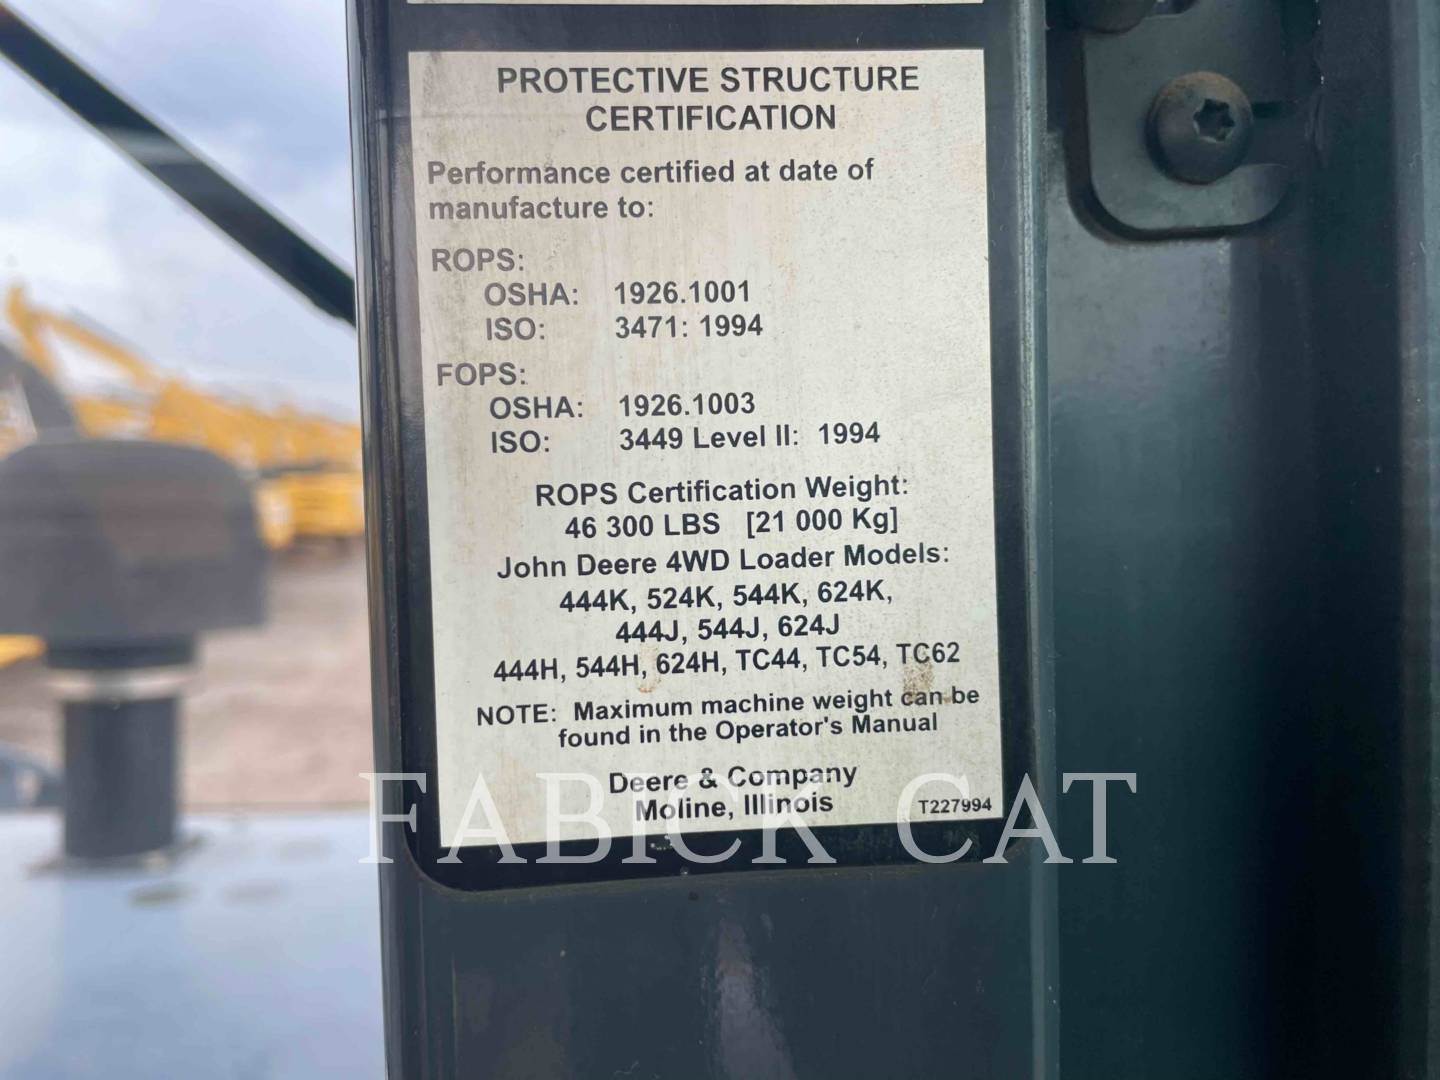 PROTECTIVE STRUCTURE
CERTIFICATION
Performance certified at date of
manufacture to:
ROPS:
OSHA: 1926.1001
ISO: 3471: 1994
FOPS:
OSHA: 1926.1003
ISO: 3449 Level II: 1994
ROPS Certification Weight:
46 300 LBS [21 000 Kg]
John Deere 4WD Loader Models:
444K, 524K, 544K, 624K,
444J, 544J, 624J
444H, 544H, 624H, TC44, TC54, TC62
NOTE: Maximum machine weight can be
found in the Operator's Manual
Deere & Company
Moline, Illinois T227994
FABICK CAT